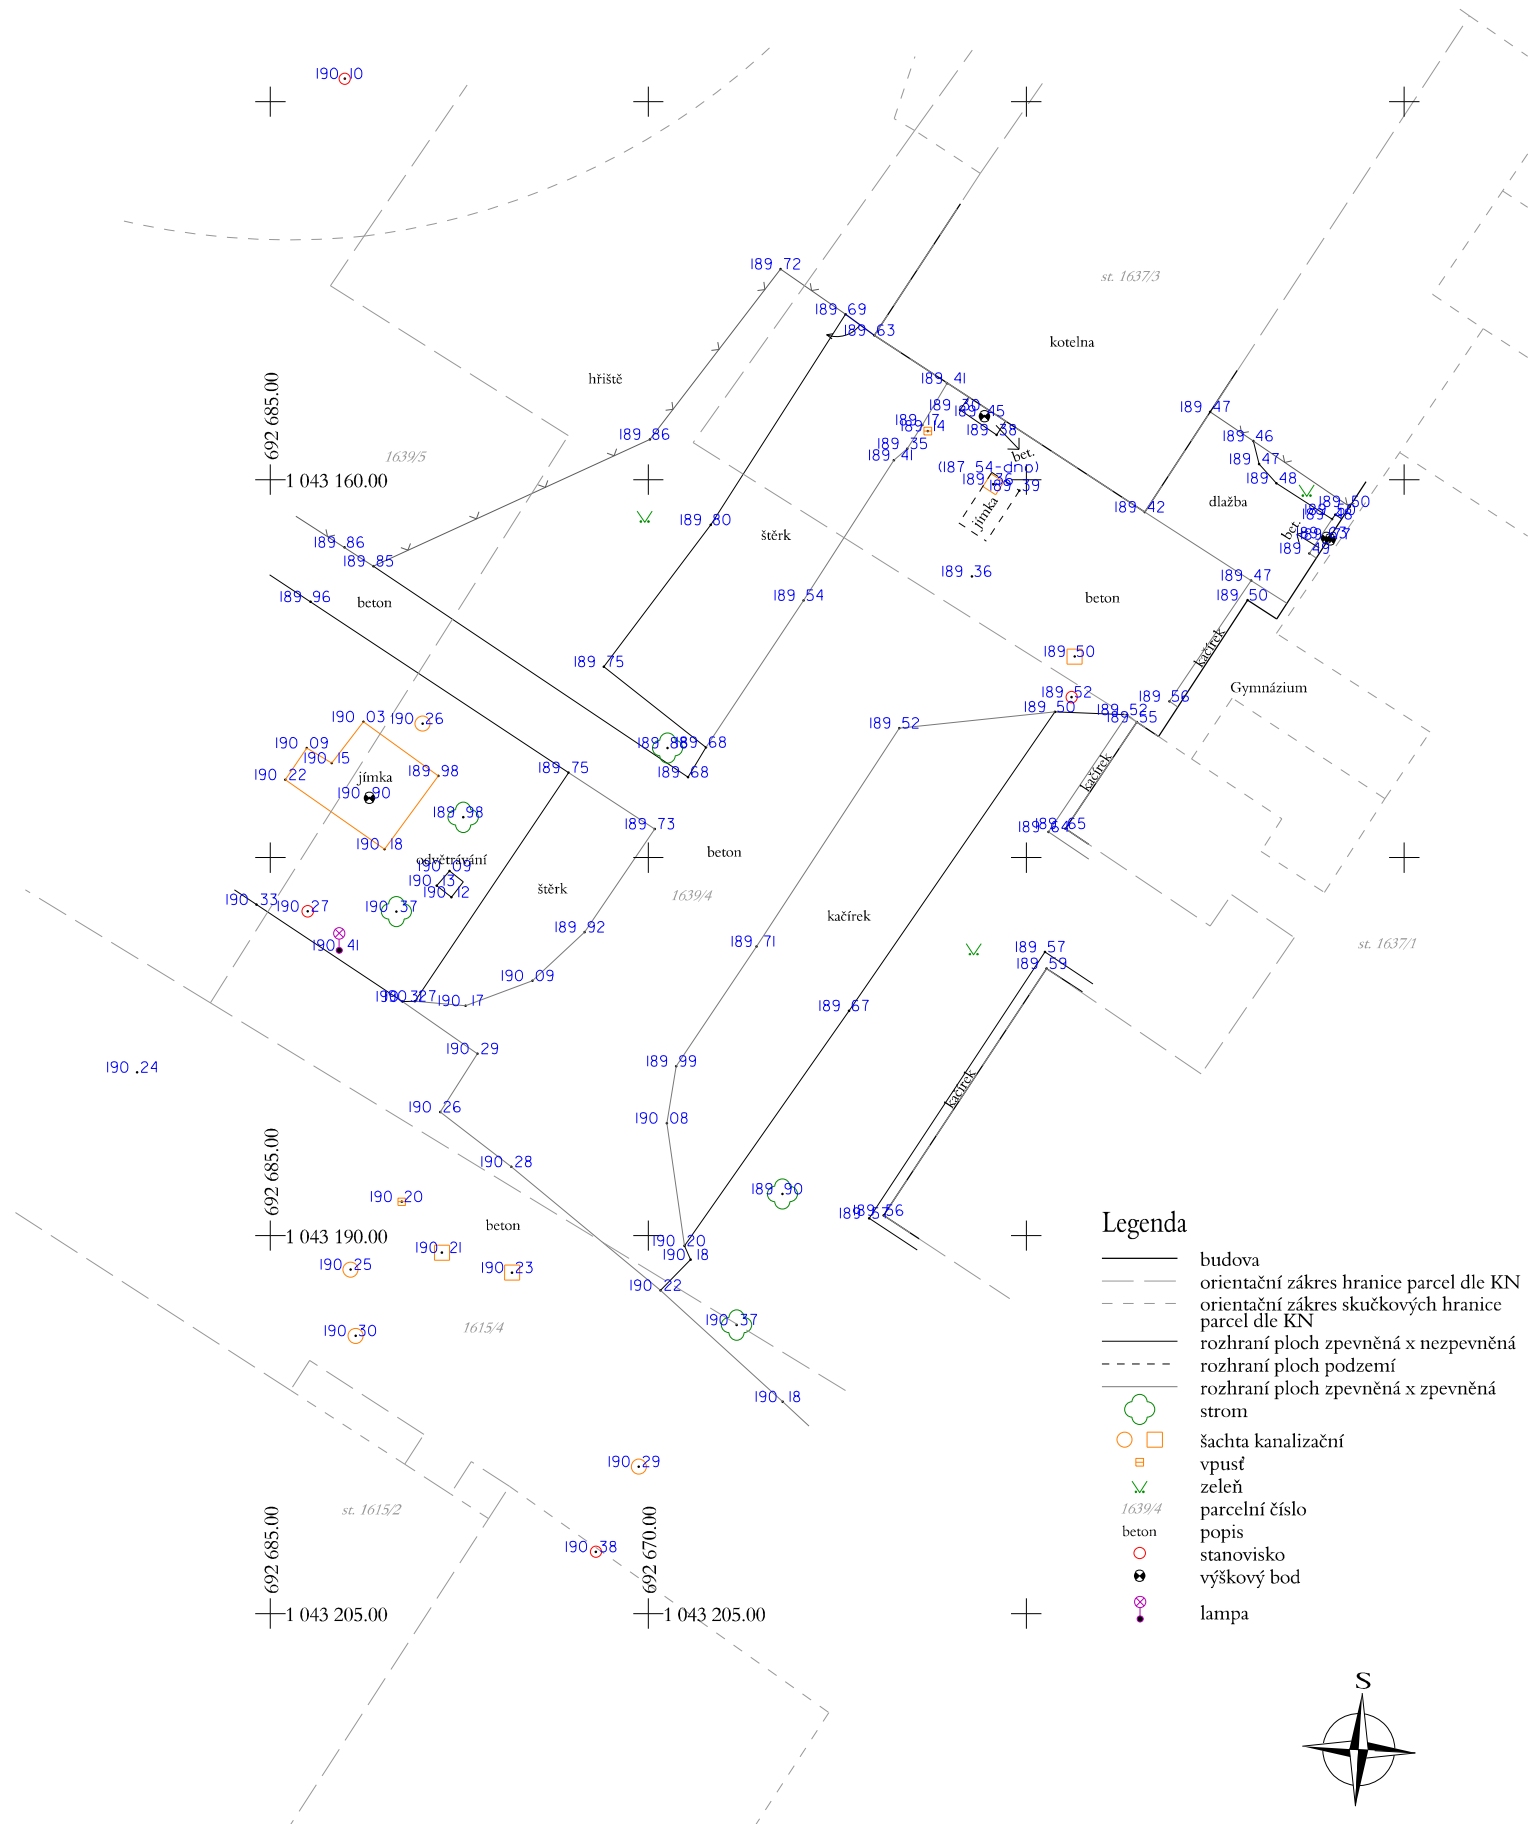 190 .10
189 .72
st. 1637/3
189 .69
189 .63
kotelna
hřiště
189 .41
189 .30
189 .45
189 .47
692 685.00
189 .17
189 .14
189 .38
189 .86
189 .46
189 .35
189 .41
bet.
1639/5
(187 .54-dno)
189 .47
1 043 160.00
189 .36
189 .39
189 .48
dlažba
189 .50
189 .42
jímka
189 .80
bet.
štěrk
189 .86
189 .49
189 .85
189 .36
189 .47
189 .96
beton
189 .54
beton
189 .50
kačírek
189 .50
189 .75
Gymnázium
189 .52
189 .56
189 .50
189 .52
189 .55
190 .03
190 .26
189 .52
190 .09
189 .68
190 .15
190 .22
jímka
189 .98
189 .75
189 .68
kačírek
190 .90
189 .98
189 .73
189 .64
189 .65
190 .18
beton
odvětrávání
190 .09
190 .13
190 .12
štěrk
1639/4
190 .33
190 .27
190 .37
kačírek
189 .92
190 .41
189 .71
189 .57
st. 1637/1
189 .59
190 .09
190 .17
189 .67
190 .29
190 .24
189 .99
kačírek
190 .26
190 .08
692 685.00
190 .28
189 .90
190 .20
189 .57
189 .56
beton
1 043 190.00
190 .20
190 .21
190 .18
190 .25
190 .23
190 .22
190 .30
1615/4
190 .37
190 .18
190 .29
st. 1615/2
692 685.00
692 670.00
190 .38
1 043 205.00
1 043 205.00
Legenda
budova
orientační zákres hranice parcel dle KN
orientační zákres skučkových hranice
parcel dle KN
rozhraní ploch zpevněná x nezpevněná
rozhraní ploch podzemí
rozhraní ploch zpevněná x zpevněná
strom
šachta kanalizační
vpusť
zeleň
1639/4 parcelní číslo
beton popis
stanovisko
výškový bod
lampa
S